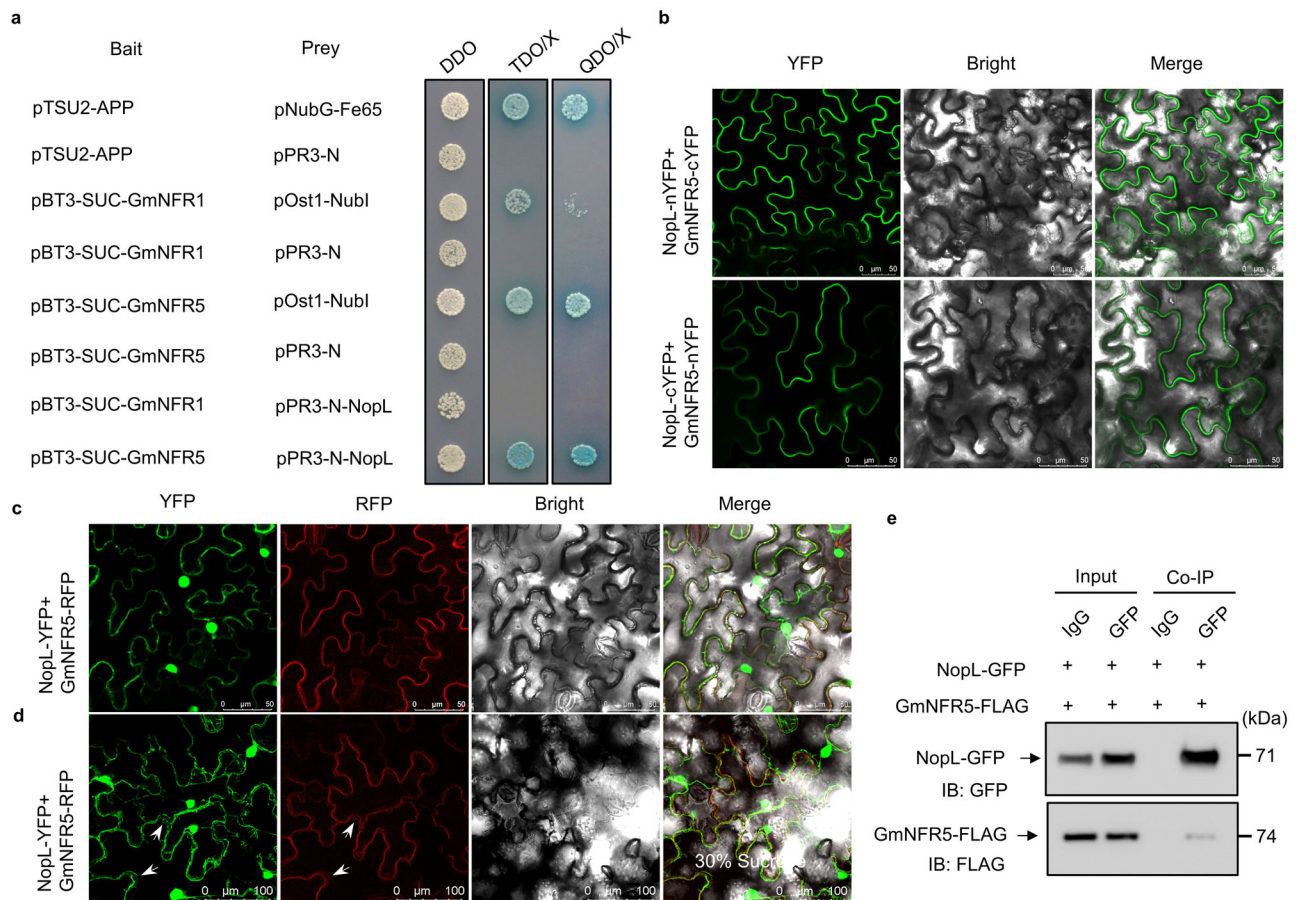 a
Bait Prey DDO TDO/X QDO/X
pTSU2-APP pNubG-Fe65
pTSU2-APP pPR3-N
pBT3-SUC-GmNFR1 pOst1-NubI
pBT3-SUC-GmNFR1 pPR3-N
pBT3-SUC-GmNFR5 pOst1-NubI
pBT3-SUC-GmNFR5 pPR3-N
pBT3-SUC-GmNFR1 pPR3-N-NopL
pBT3-SUC-GmNFR5 pPR3-N-NopL
b
YFP Bright Merge
NopL-nYFP+
GmNFR5-cYFP
0 µm 50 0 µm 50 0 µm 50
NopL-cYFP+
GmNFR5-nYFP
0 µm 50 0 µm 50 0 µm 50
c
YFP RFP Bright Merge
NopL-YFP+
GmNFR5-RFP
0 µm 50 0 µm 50 0 µm 50 0 µm 50
d
NopL-YFP+
GmNFR5-RFP
30% Sucrose
0 µm 100 0 µm 100 0 µm 100 0 µm 100
e
Input Co-IP
IgG GFP IgG GFP
NopL-GFP + + + +
GmNFR5-FLAG + + + +
(kDa)
NopL-GFP 71
IB: GFP
GmNFR5-FLAG 74
IB: FLAG